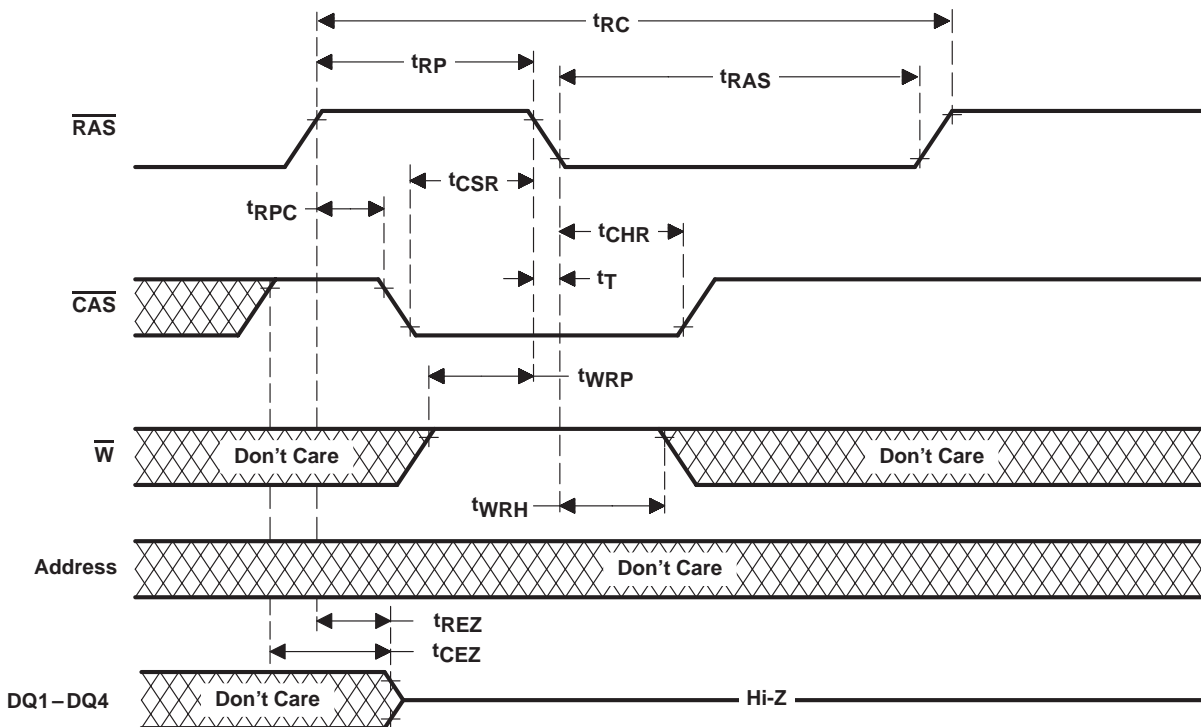 tRC
tRP
tRAS
RAS
tCSR
tRPC
tCHR
tT
CAS
tWRP
W
Don't Care
Don't Care
tWRH
Address
Don't Care
tREZ
tCEZ
DQ1–DQ4
Don't Care
Hi-Z